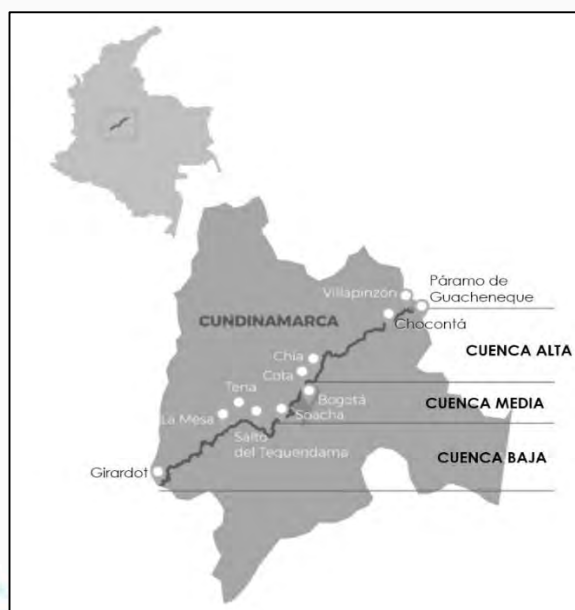 Villapinzón
Páramo de
Guacheneque
CUNDINAMARCA
Chocontá
CUENCA ALTA
Chía
Cota
Tena
Bogotá
CUENCA MEDIA
La Mesa
Soacha
Salto
del Tequendama
CUENCA BAJA
Girardot